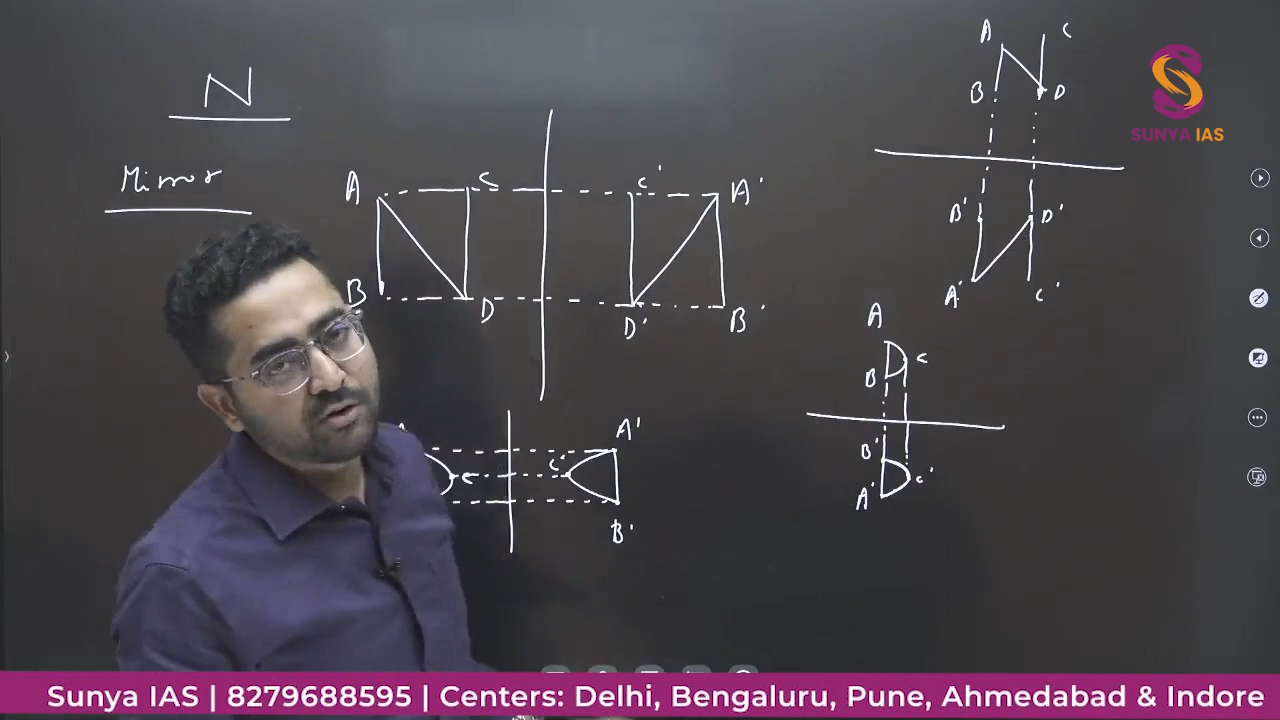 N
Mirror
A C C' A'
B D D' B'
A C
B D
B' D'
A' C'
A
B C
B'
A' C'
A'
C C'
B'
SUNYA IAS
Sunya IAS | 8279688595 | Centers: Delhi, Bengaluru, Pune, Ahmedabad & Indore